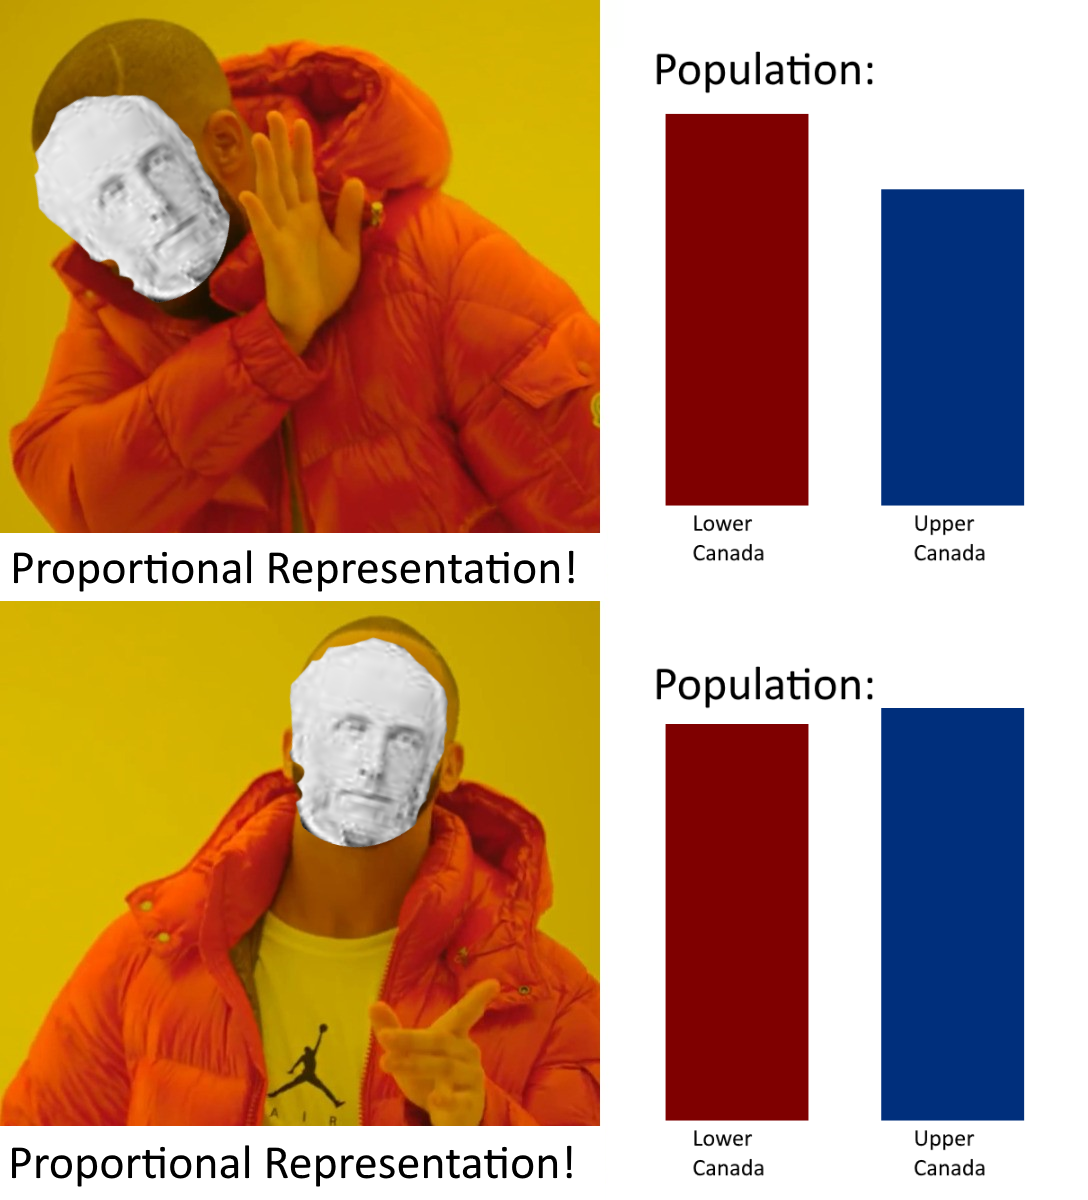 Population:
Lower
Canada
Upper
Canada
Proportional Representation!
Population:
Lower
Canada
Upper
Canada
A I R
Proportional Representation!